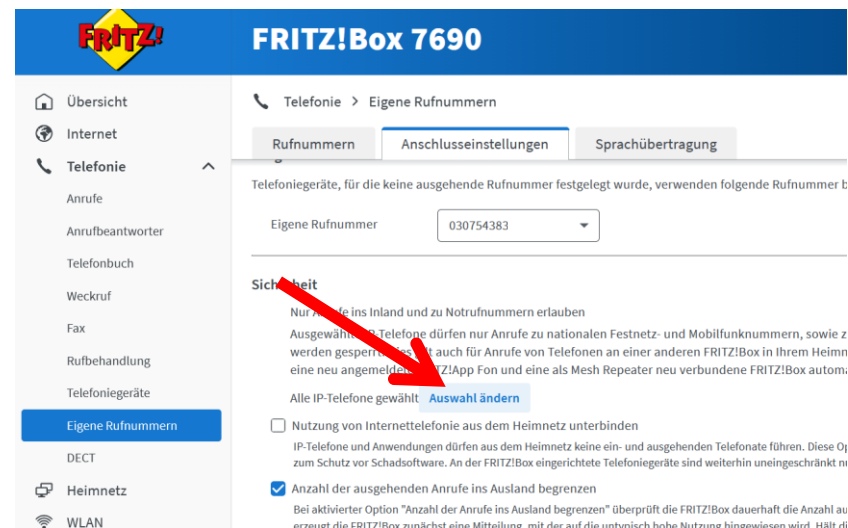 FRITZ!
FRITZ!Box 7690
Übersicht
Internet
Telefonie
Anrufe
Anrufbeantworter
Telefonbuch
Weckruf
Fax
Rufbehandlung
Telefoniegeräte
Eigene Rufnummern
DECT
Heimnetz
WLAN
Telefonie > Eigene Rufnummern
Rufnummern Anschlusseinstellungen Sprachübertragung
Telefoniegeräte, für die keine ausgehende Rufnummer festgelegt wurde, verwenden folgende Rufnummer b
Eigene Rufnummer 030754383
Sicherheit
Nur Anrufe ins Inland und zu Notrufnummern erlauben
Ausgewählte IP-Telefone dürfen nur Anrufe zu nationalen Festnetz- und Mobilfunknummern, sowie z
werden gesperrt. auch für Anrufe von Telefonen an einer anderen FRITZ!Box in Ihrem Heimn
eine neu angemeldete FRITZ!App Fon und eine als Mesh Repeater neu verbundene FRITZ!Box automa
Alle IP-Telefone gewählt Auswahl ändern
Nutzung von Internettelefonie aus dem Heimnetz unterbinden
IP-Telefone und Anwendungen dürfen aus dem Heimnetz keine ein- und ausgehenden Telefonate führen. Diese Op
zum Schutz vor Schadsoftware. An der FRITZ!Box eingerichtete Telefoniegeräte sind weiterhin uneingeschränkt nu
Anzahl der ausgehenden Anrufe ins Ausland begrenzen
Bei aktivierter Option "Anzahl der Anrufe ins Ausland begrenzen" überprüft die FRITZ!Box dauerhaft die Anzahl au
erzeugt die FRITZ!Box zunächst eine Mitteilung, mit der auf die untypisch hohe Nutzung hingewiesen wird. Hält di